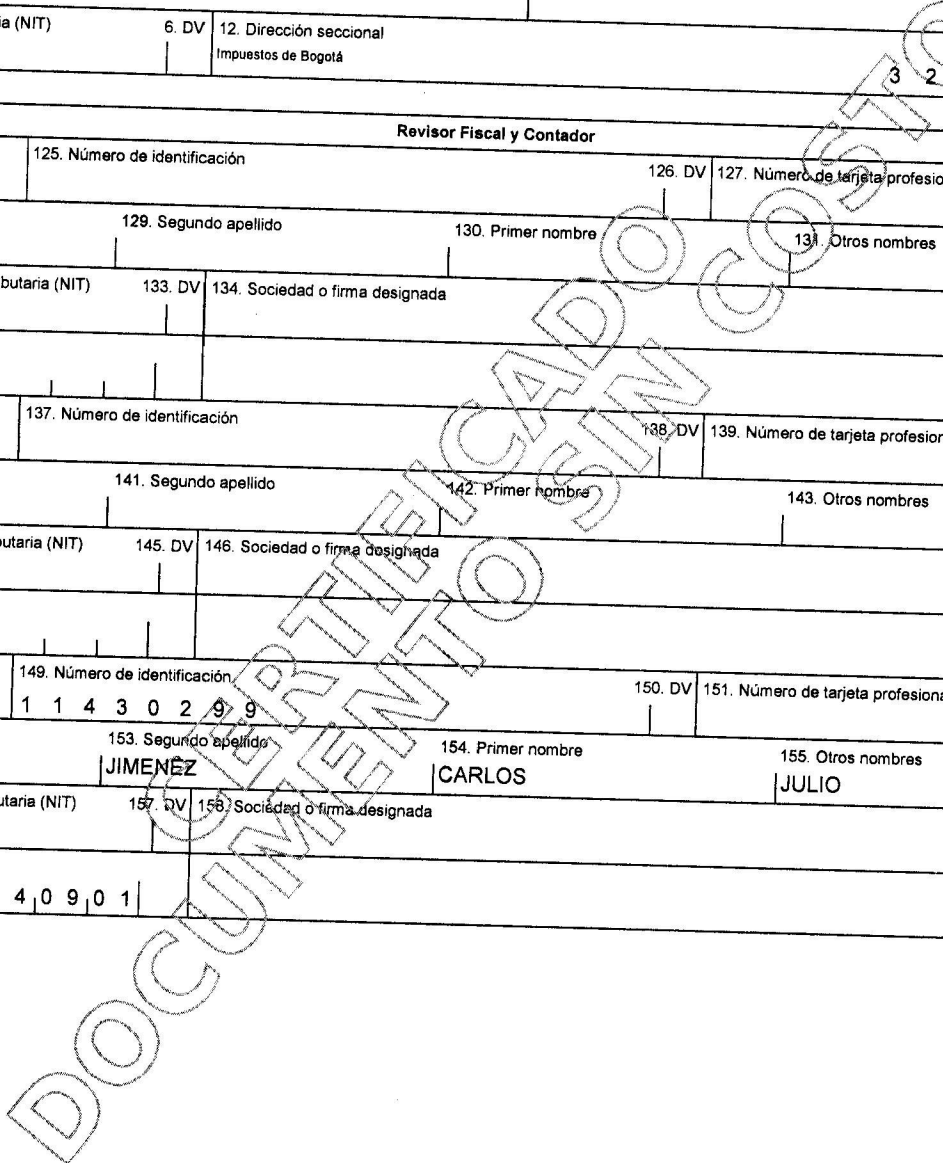 ia (NIT) 6. DV 12. Dirección seccional
Impuestos de Bogotá
3 2
Revisor Fiscal y Contador
125. Número de identificación 126. DV 127. Número de tarjeta profesio
129. Segundo apellido 130. Primer nombre 131. Otros nombres
butaria (NIT) 133. DV 134. Sociedad o firma designada
137. Número de identificación 138. DV 139. Número de tarjeta profesion
141. Segundo apellido 142. Primer nombre 143. Otros nombres
butaria (NIT) 145. DV 146. Sociedad o firma designada
149. Número de identificación 150. DV 151. Número de tarjeta profesiona
1 1 4 3 0 2 9 9
153. Segundo apellido 154. Primer nombre 155. Otros nombres
JIMENEZ CARLOS JULIO
utaria (NIT) 157. DV 158. Sociedad o firma designada
4 0 9 0 1
CERTIFICADO
DOCUMENTO SIN COSTO